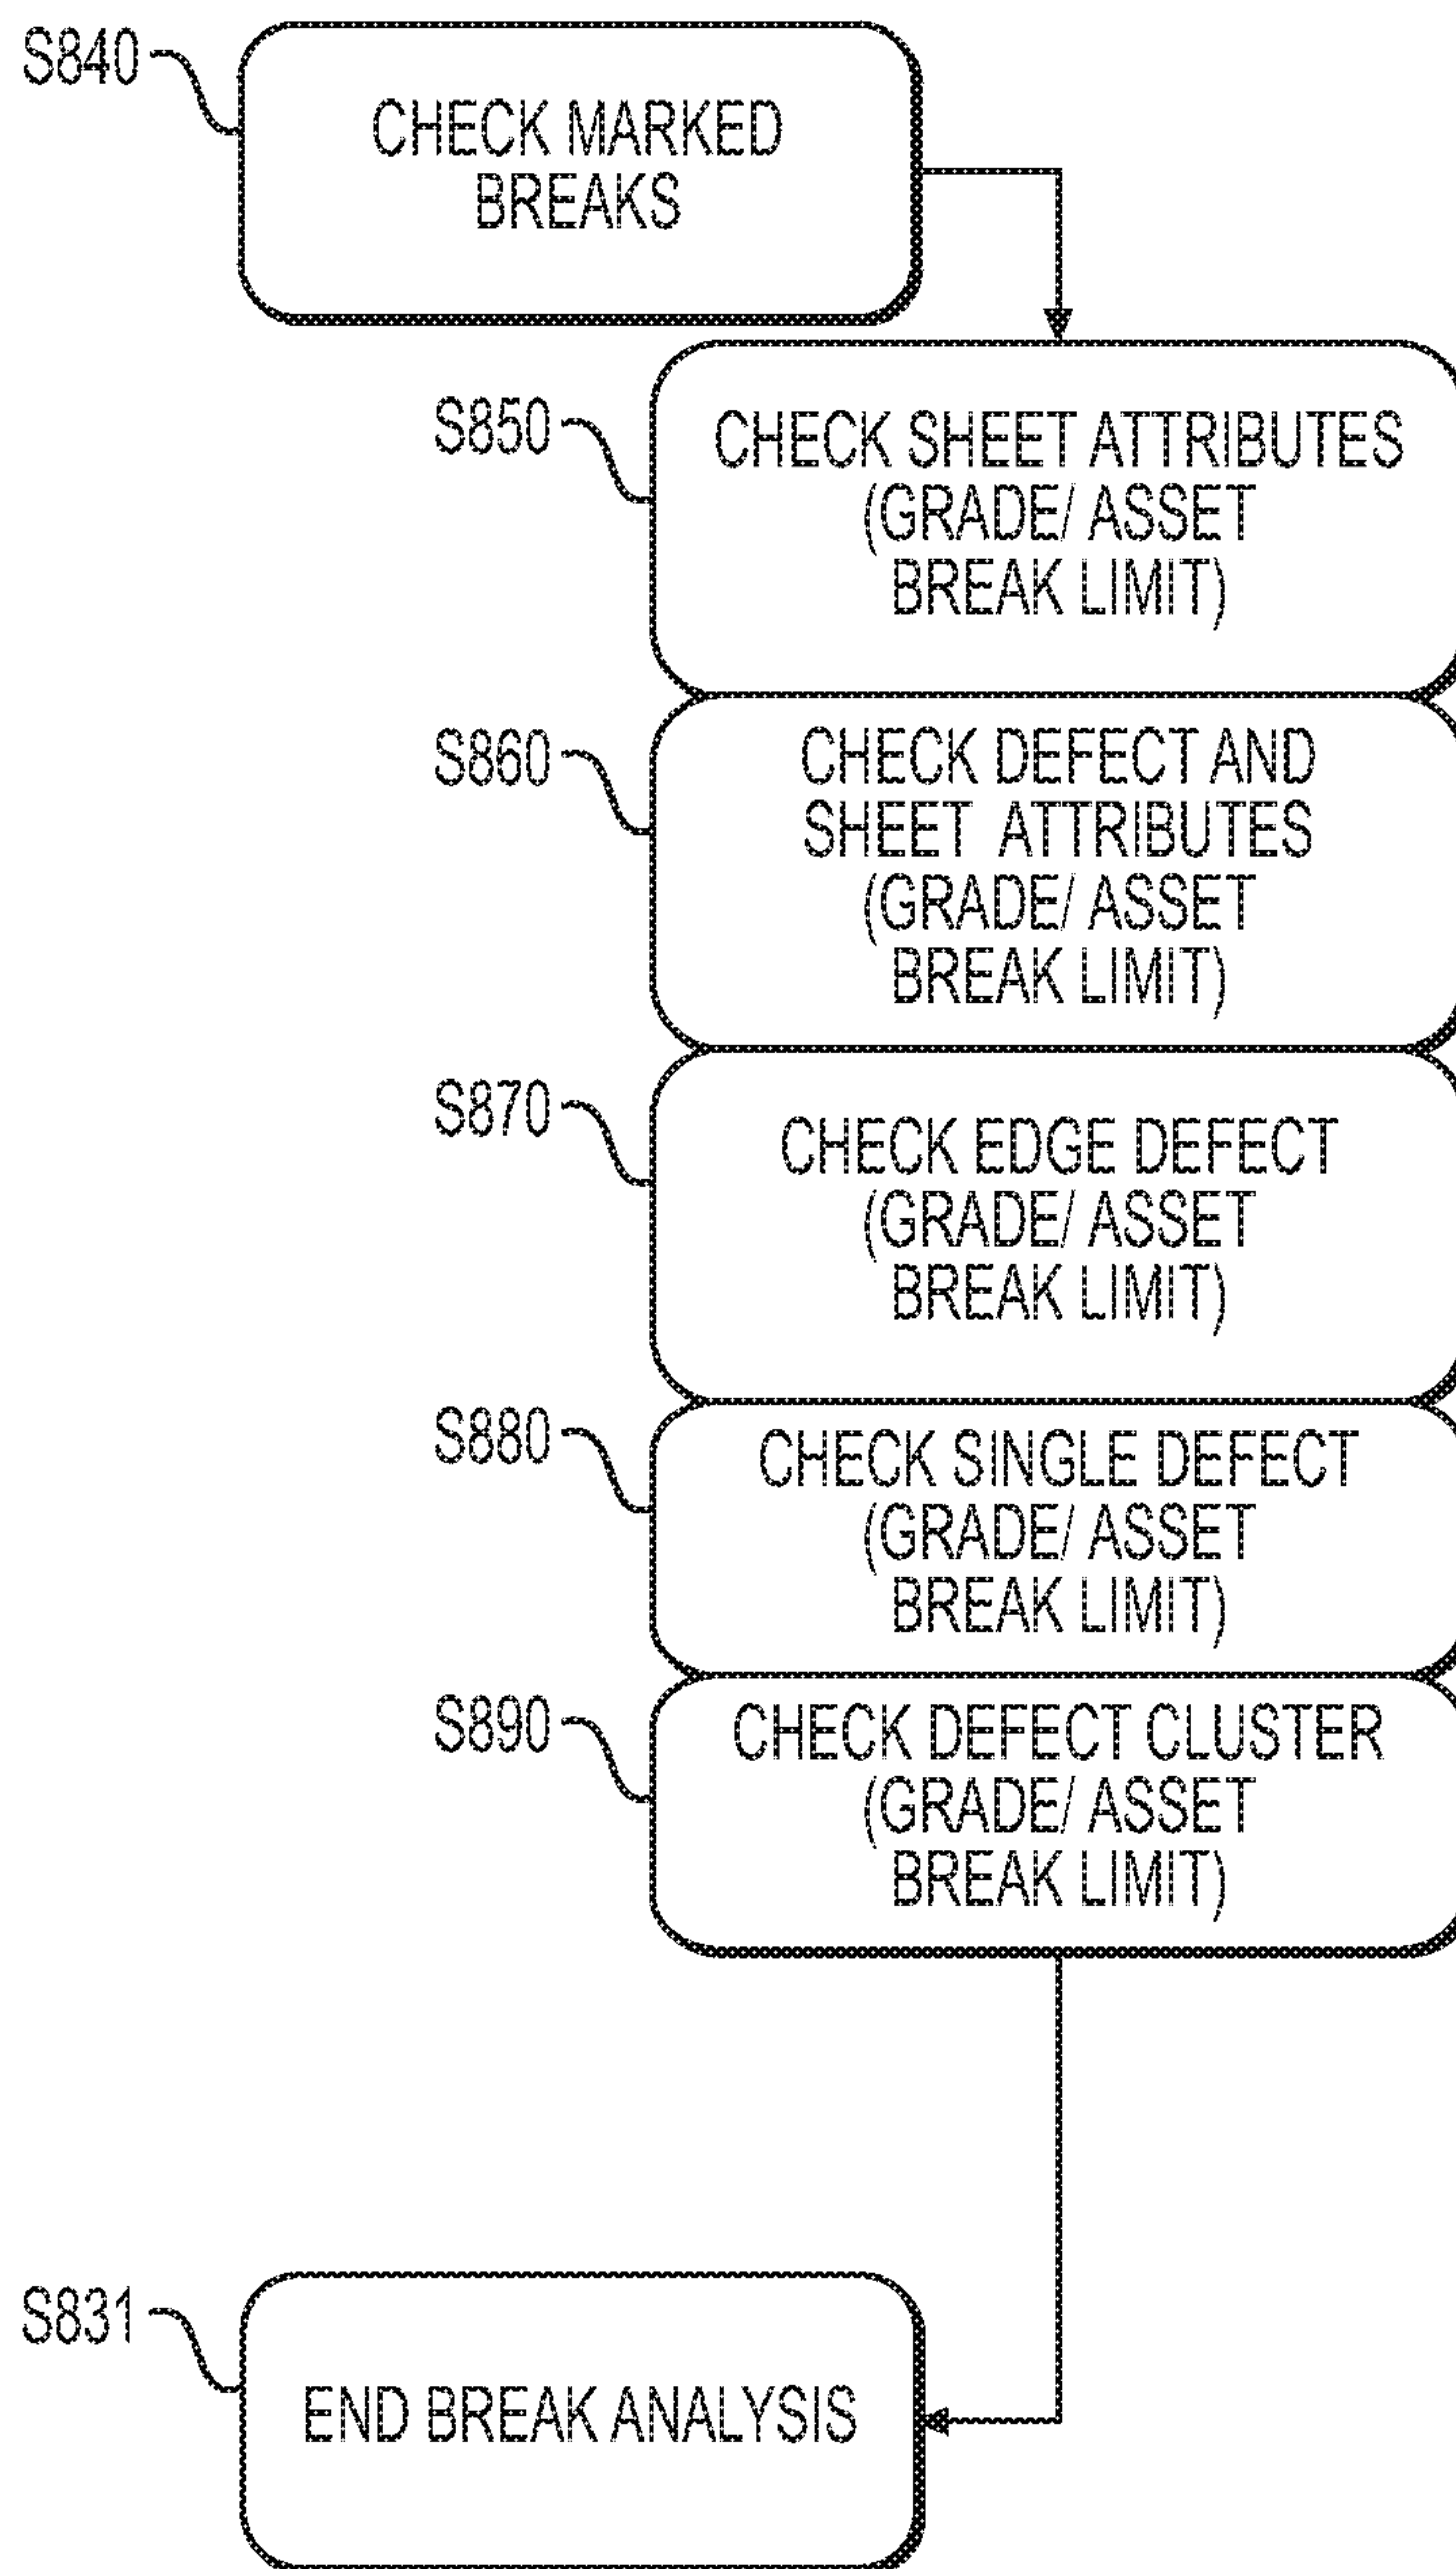 S840
CHECK MARKED
BREAKS
S850
CHECK SHEET ATTRIBUTES
(GRADE/ ASSET
BREAK LIMIT)
S860
CHECK DEFECT AND
SHEET ATTRIBUTES
(GRADE/ ASSET
BREAK LIMIT)
S870
CHECK EDGE DEFECT
(GRADE/ ASSET
BREAK LIMIT)
S880
CHECK SINGLE DEFECT
(GRADE/ ASSET
BREAK LIMIT)
S890
CHECK DEFECT CLUSTER
(GRADE/ ASSET
BREAK LIMIT)
S831
END BREAK ANALYSIS